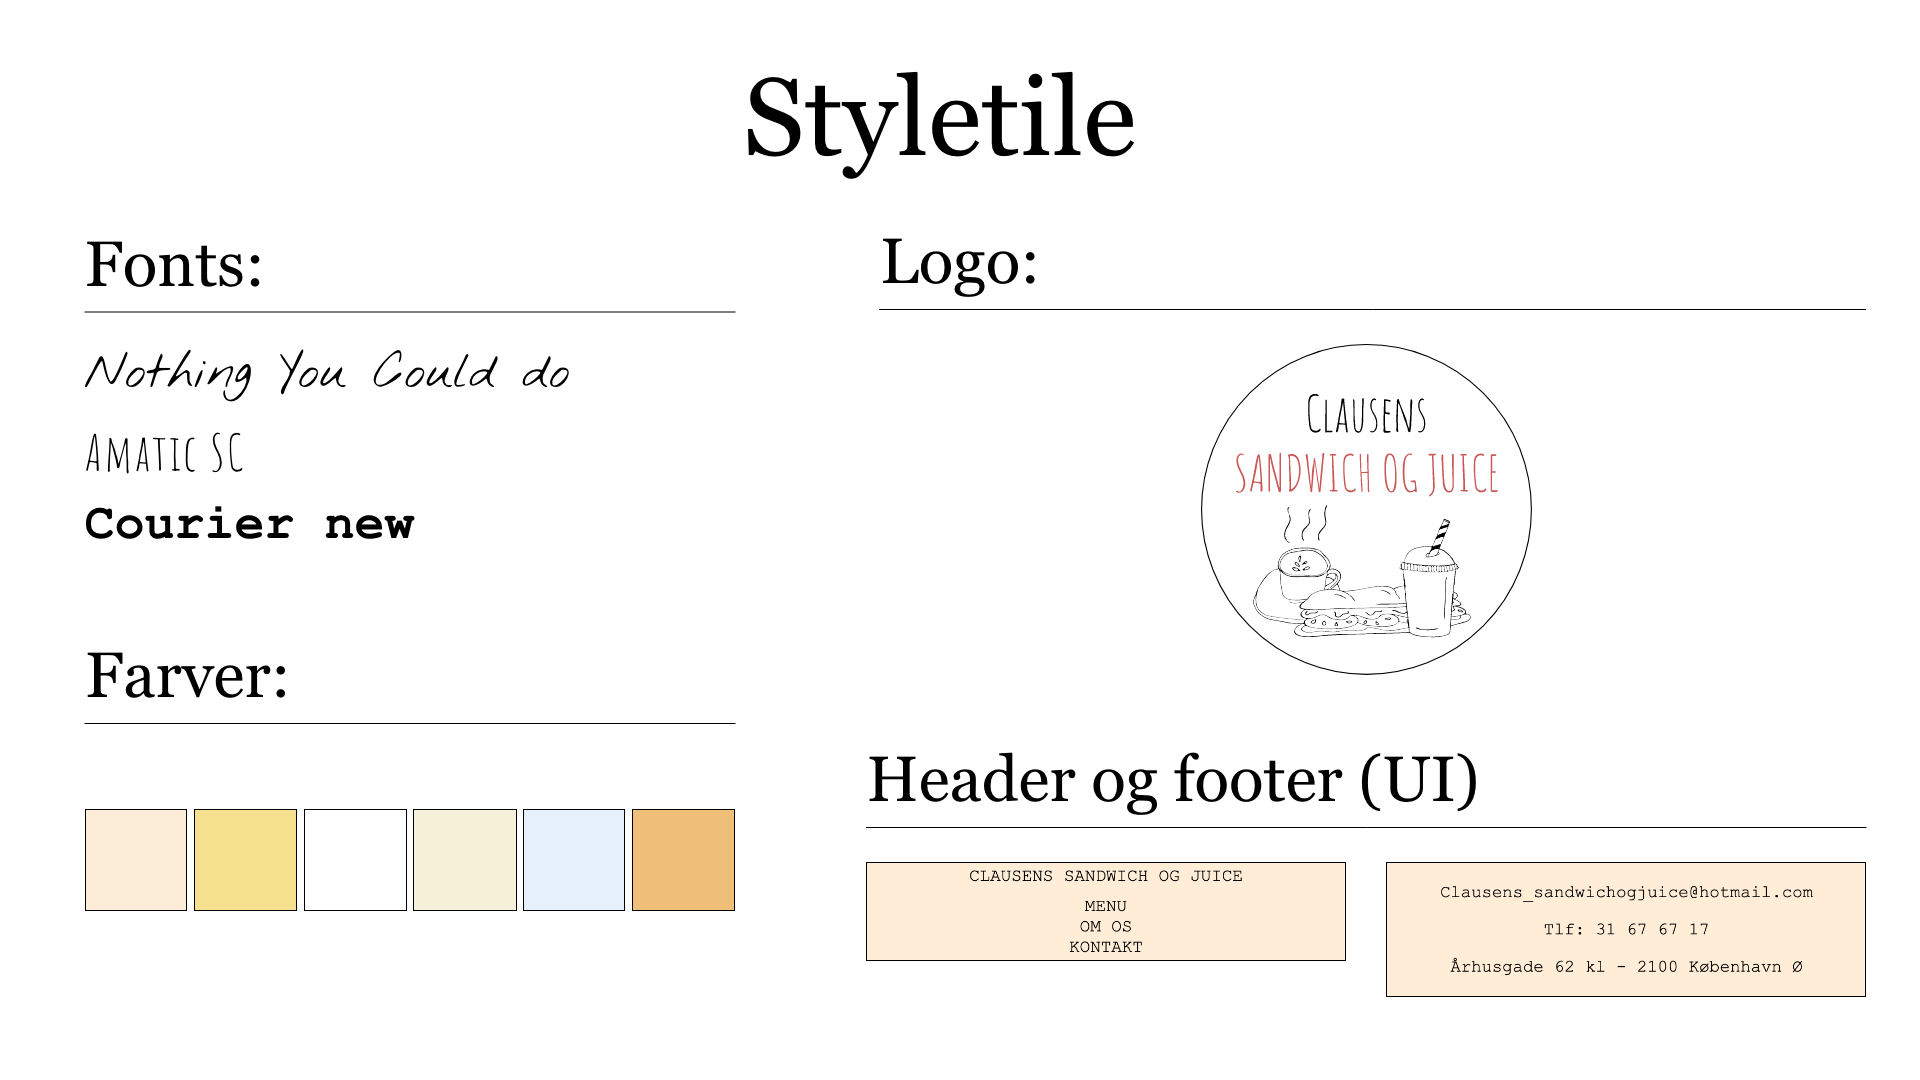 Styletile
Fonts:
Nothing You Could do
Amatic SC
Courier new
Farver:
Logo:
Clausens
SANDWICH OG JUICE
Header og footer (UI)
CLAUSENS SANDWICH OG JUICE
MENU
OM OS
KONTAKT
Clausens_sandwichogjuice@hotmail.com
Tlf: 31 67 67 17
Århusgade 62 kl - 2100 København Ø